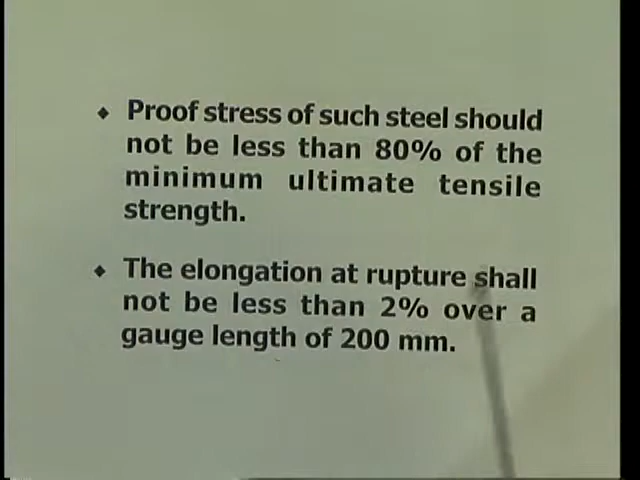 Proof stress of such steel should
not be less than 80% of the
minimum ultimate tensile
strength.
The elongation at rupture shall
not be less than 2% over a
gauge length of 200 mm.